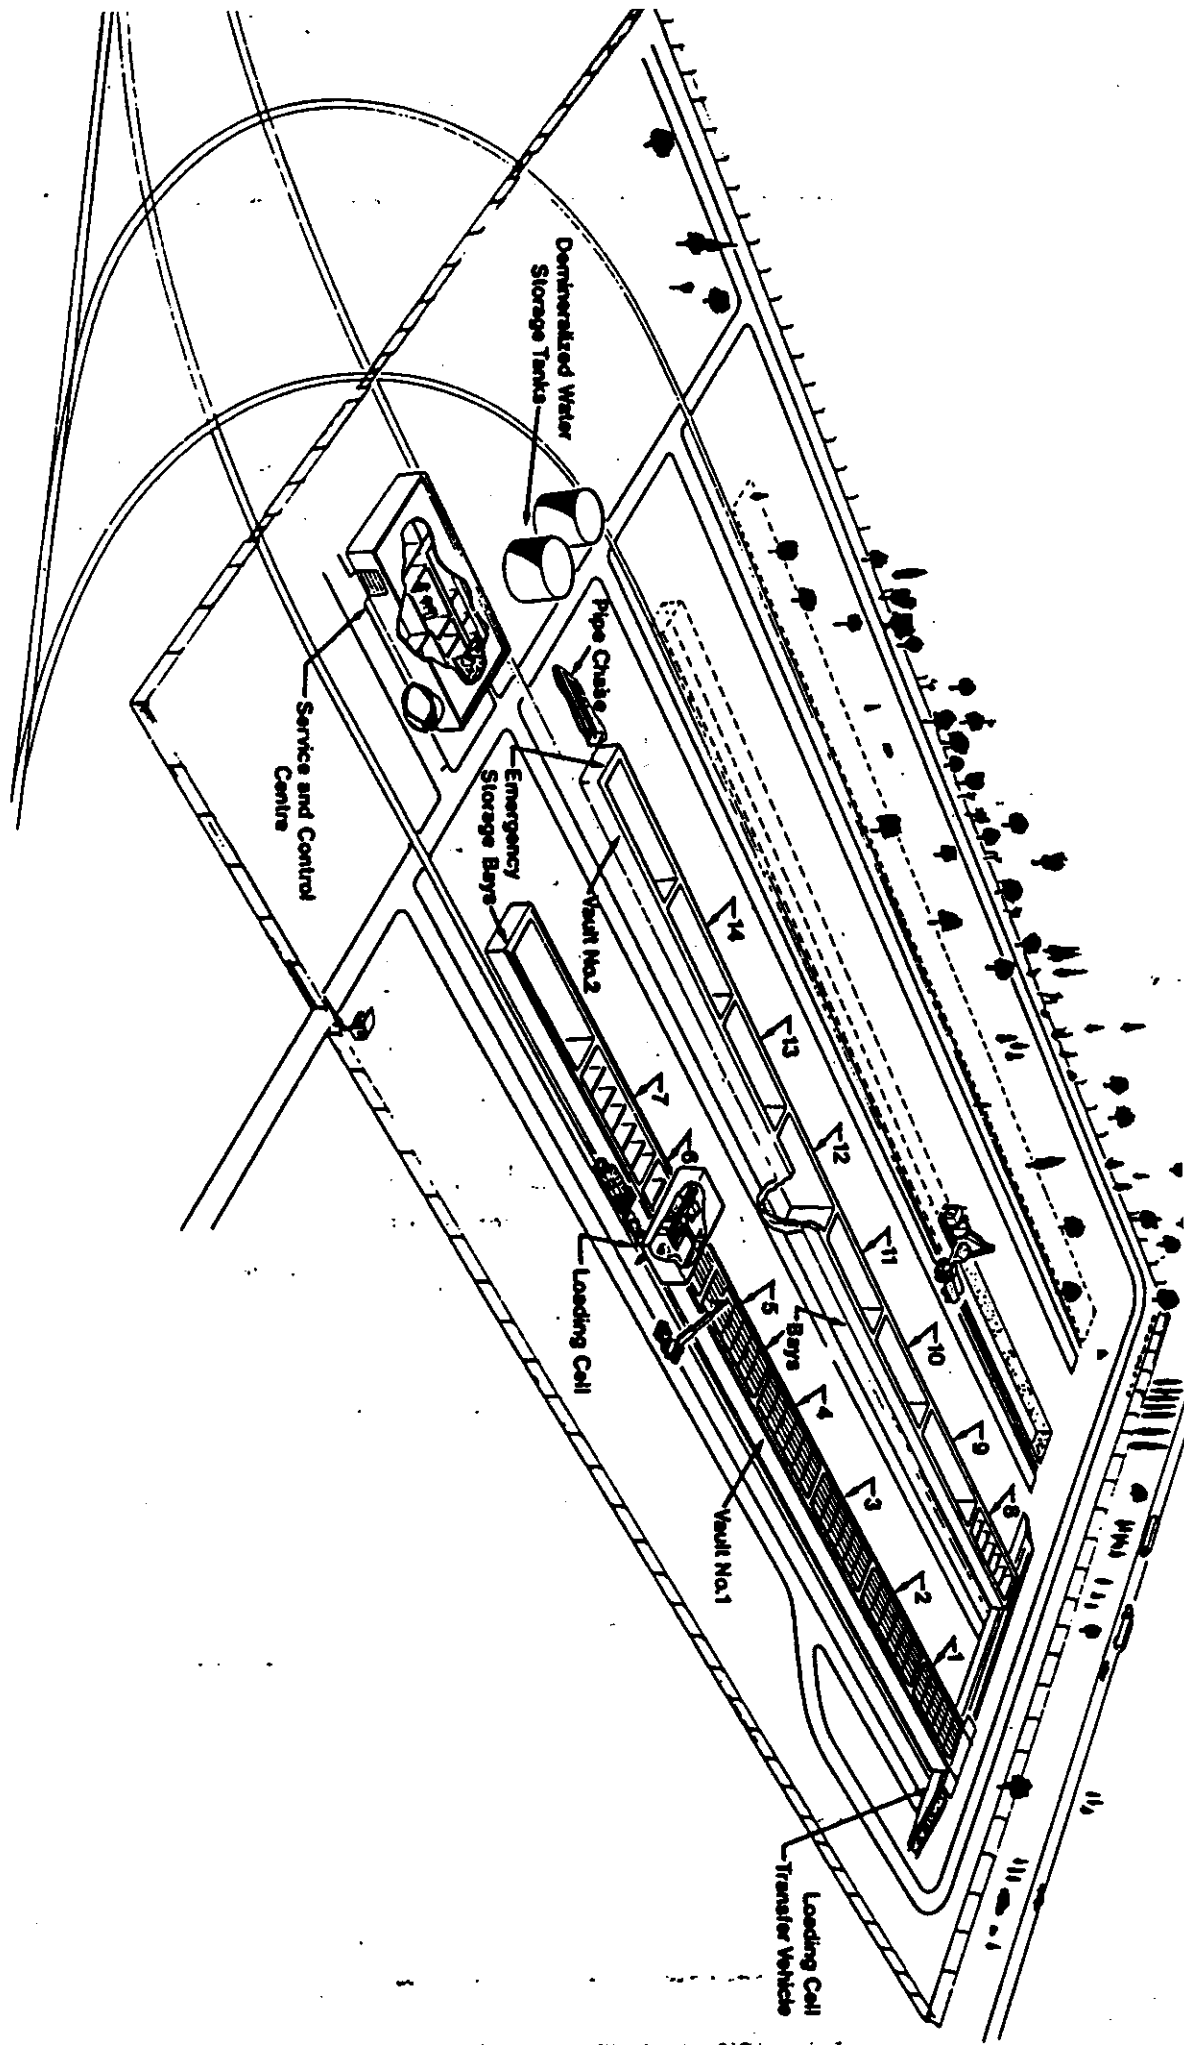 Demineralized Water
Storage Tanks
Pipe Chase
Service and Control
Centre
Emergency
Storage Bays
Vault No.2
14
13
12
11
10
9
8
Bays
7
6
5
4
3
2
1
Loading Cell
Vault No.1
Loading Cell
Transfer Vehicle